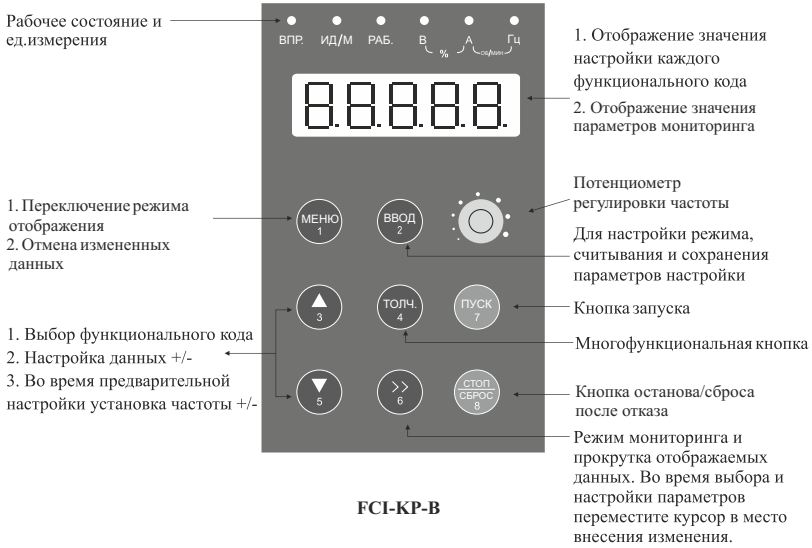 Рабочее состояние и
ед.измерения
ВПР. ИД/М РАБ. В А Гц
% об/мин
8.8.8.8.8.
1. Отображение значения
настройки каждого
функционального кода
2. Отображение значения
параметров мониторинга
1. Переключение режима
отображения
2. Отмена измененных
данных
МЕНЮ
1
ВВОД
2
Потенциометр
регулировки частоты
Для настройки режима,
считывания и сохранения
параметров настройки
3
ТОЛЧ.
4
ПУСК
7
Кнопка запуска
Многофункциональная кнопка
1. Выбор функционального кода
2. Настройка данных +/-
3. Во время предварительной
настройки установка частоты +/-
5
>>
6
СТОП
СБРОС
8
Кнопка останова/сброса
после отказа
Режим мониторинга и
прокрутка отображаемых
данных. Во время выбора и
настройки параметров
переместите курсор в место
внесения изменения.
FCI-KP-B